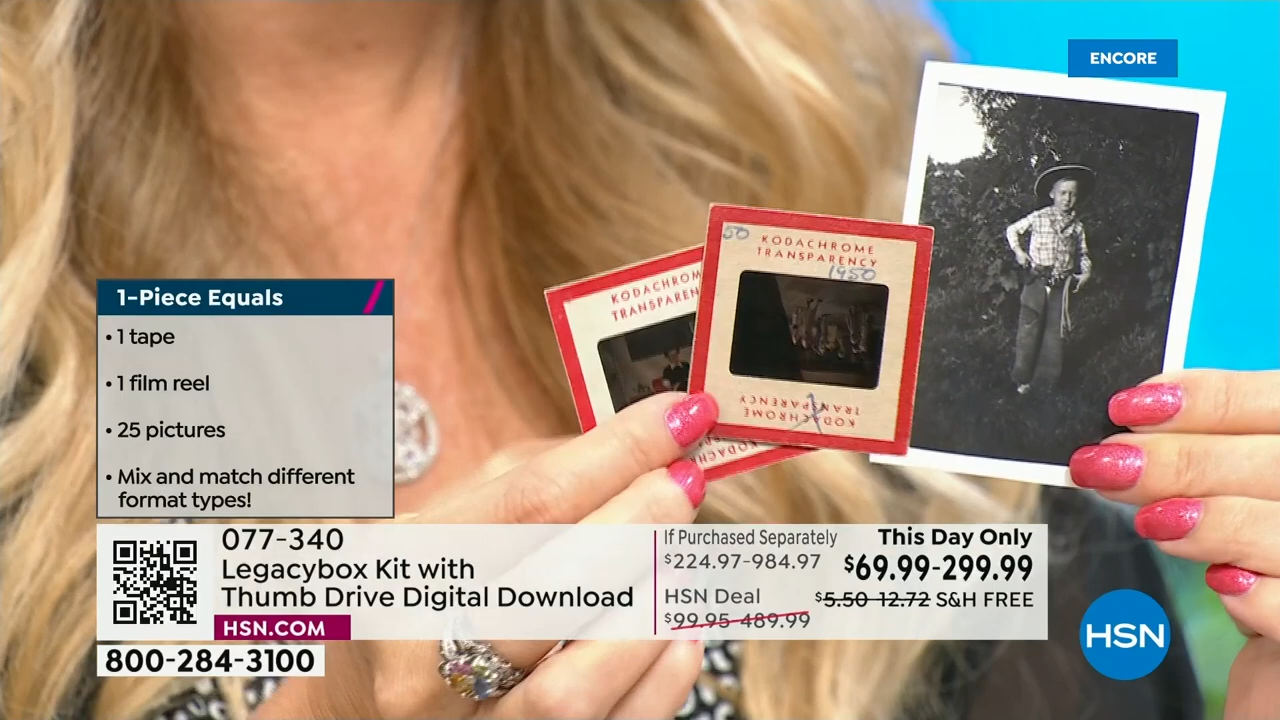 ENCORE
50 KODACHROME
TRANSPARENCY
1950
KODACHROM
TRANSPAREN
TRANSPARENCY
KODACHROME
KODACHR
1-Piece Equals
• 1 tape
• 1 film reel
• 25 pictures
• Mix and match different
format types!
077-340
Legacybox Kit with
Thumb Drive Digital Download
HSN.COM
800-284-3100
If Purchased Separately
$224.97-984.97
HSN Deal
$99.95-489.99
This Day Only
$69.99-299.99
$5.50-12.72 S&H FREE
HSN